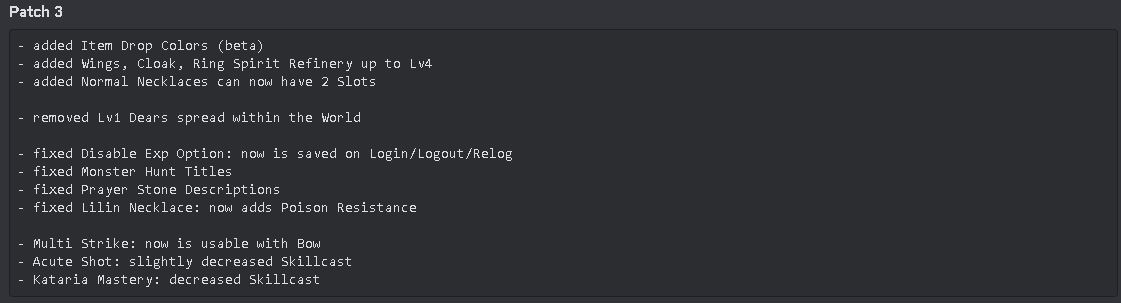 Patch 3
- added Item Drop Colors (beta)
- added Wings, Cloak, Ring Spirit Refinery up to Lv4
- added Normal Necklaces can now have 2 Slots
- removed Lv1 Dears spread within the World
- fixed Disable Exp Option: now is saved on Login/Logout/Relog
- fixed Monster Hunt Titles
- fixed Prayer Stone Descriptions
- fixed Lilin Necklace: now adds Poison Resistance
- Multi Strike: now is usable with Bow
- Acute Shot: slightly decreased Skillcast
- Kataria Mastery: decreased Skillcast